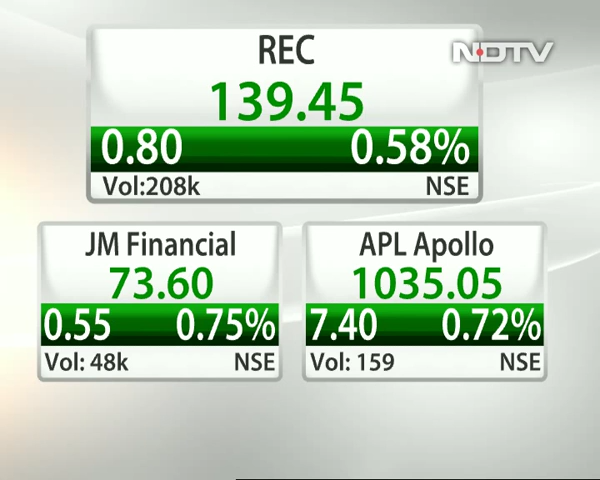 REC
NDTV
139.45
0.80 0.58%
Vol:208k NSE
JM Financial
73.60
0.55 0.75%
Vol: 48k NSE
APL Apollo
1035.05
7.40 0.72%
Vol: 159 NSE